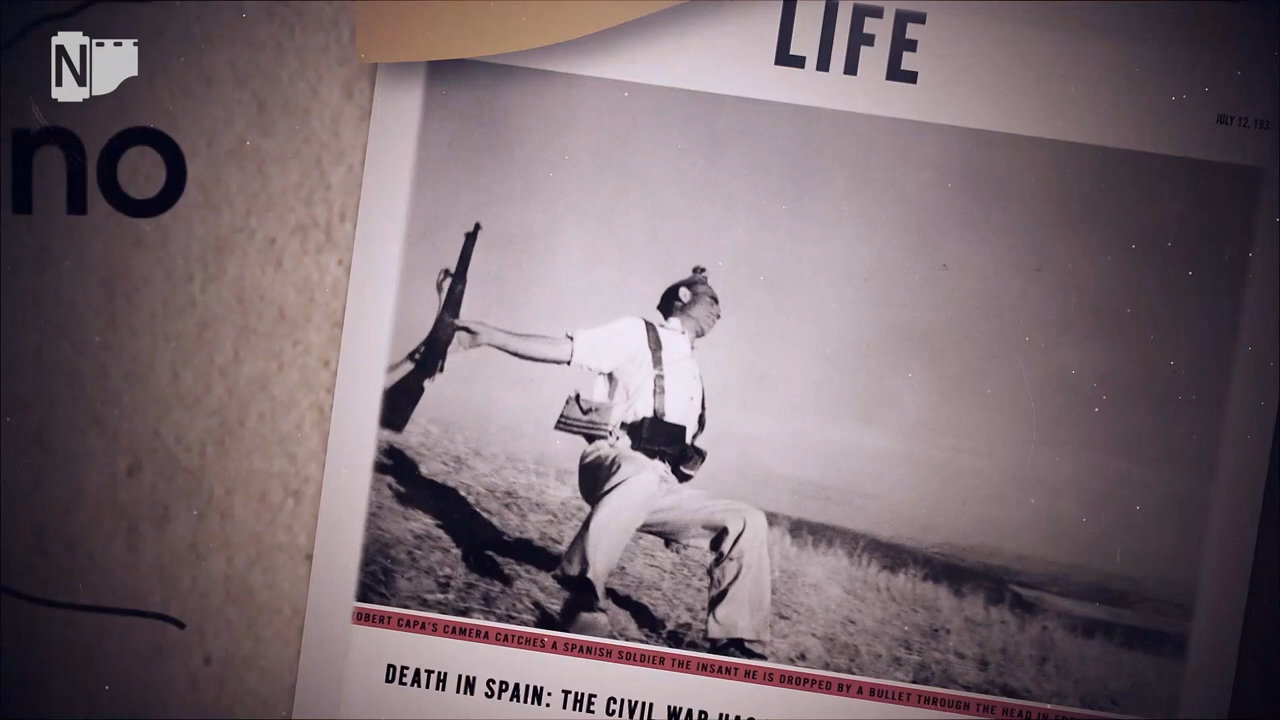 LIFE
N
no
JULY 12, 193
OBERT CAPA'S CAMERA CATCHES A SPANISH SOLDIER THE INSANT HE IS DROPPED BY A BULLET THROUGH THE HEAD IN
DEATH IN SPAIN: THE CIVIL WAR HAS